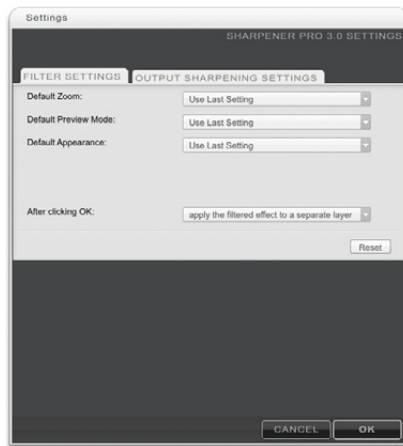 Settings
SHARPENER PRO 3.0 SETTINGS
FILTER SETTINGS OUTPUT SHARPENING SETTINGS
Default Zoom: Use Last Setting
Default Preview Mode: Use Last Setting
Default Appearance: Use Last Setting
After clicking OK: apply the filtered effect to a separate layer
Reset
CANCEL OK